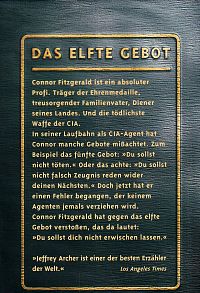 DAS ELFTE GEBOT
Connor Fitzgerald ist ein absoluter
Profi. Träger der Ehrenmedaille,
treusorgender Familienvater, Diener
seines Landes. Und die tödlichste
Waffe der CIA.
In seiner Laufbahn als CIA-Agent hat
Connor manche Gebote mißachtet. Zum
Beispiel das fünfte Gebot: »Du sollst
nicht töten.« Oder das achte: »Du sollst
nicht falsch Zeugnis reden wider
deinen Nächsten.« Doch jetzt hat er
einen Fehler begangen, der keinem
Agenten jemals verziehen wird.
Connor Fitzgerald hat gegen das elfte
Gebot verstoßen, das da lautet:
»Du sollst dich nicht erwischen lassen.«
»Jeffrey Archer ist einer der besten Erzähler
der Welt.« Los Angeles Times